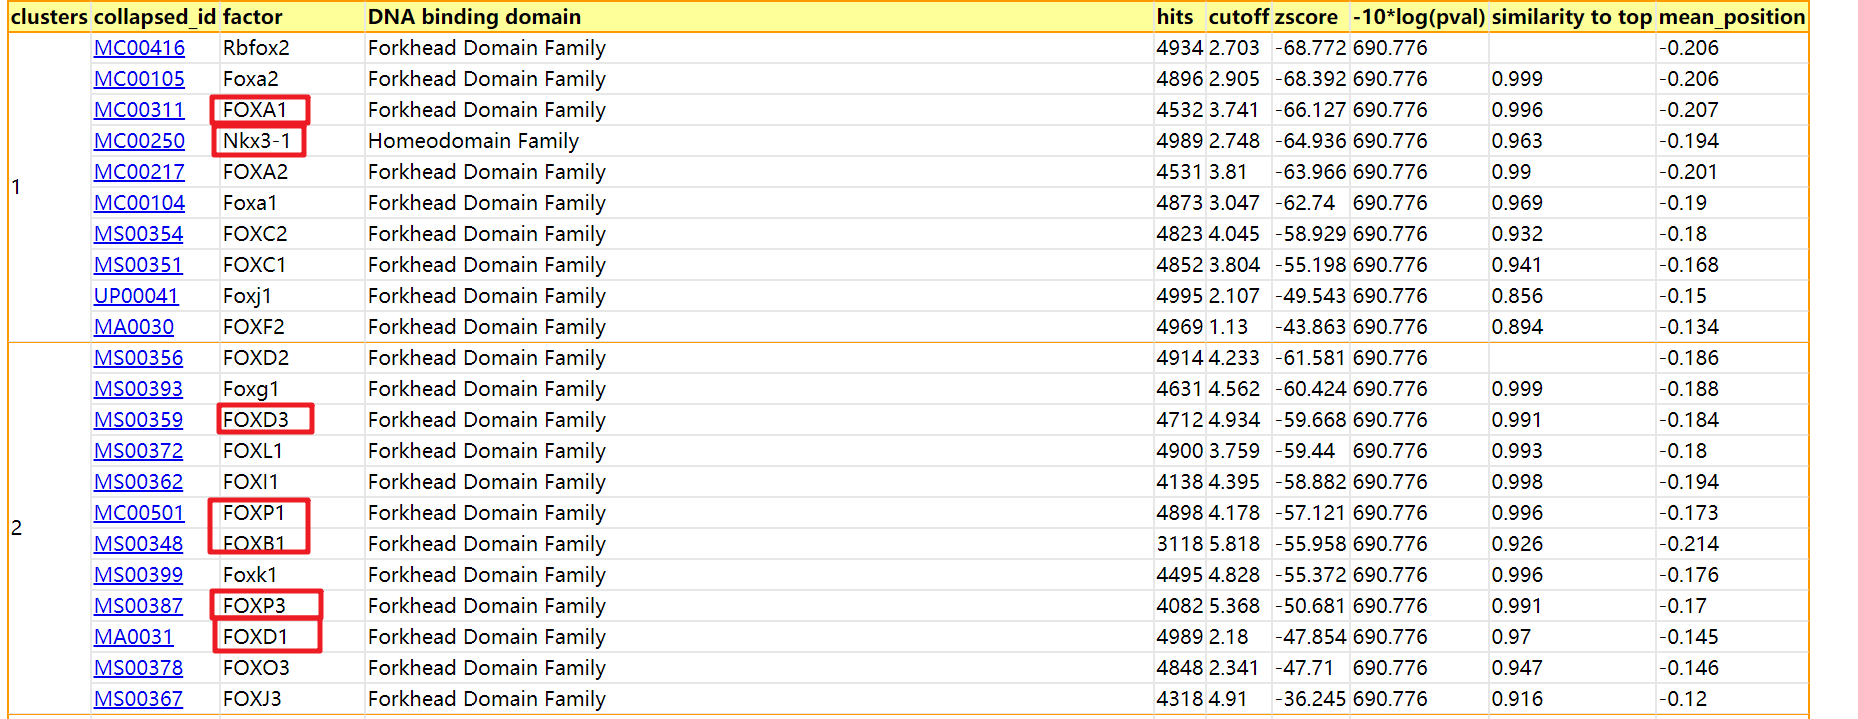 clusters collapsed_id factor DNA binding domain hits cutoff zscore -10*log(pval) similarity to top mean_position
1
MC00416 Rbfox2 Forkhead Domain Family 4934 2.703 -68.772 690.776 -0.206
MC00105 Foxa2 Forkhead Domain Family 4896 2.905 -68.392 690.776 0.999 -0.206
MC00311 FOXA1 Forkhead Domain Family 4532 3.741 -66.127 690.776 0.996 -0.207
MC00250 Nkx3-1 Homeodomain Family 4989 2.748 -64.936 690.776 0.963 -0.194
MC00217 FOXA2 Forkhead Domain Family 4531 3.81 -63.966 690.776 0.99 -0.201
MC00104 Foxa1 Forkhead Domain Family 4873 3.047 -62.74 690.776 0.969 -0.19
MS00354 FOXC2 Forkhead Domain Family 4823 4.045 -58.929 690.776 0.932 -0.18
MS00351 FOXC1 Forkhead Domain Family 4852 3.804 -55.198 690.776 0.941 -0.168
UP00041 Foxj1 Forkhead Domain Family 4995 2.107 -49.543 690.776 0.856 -0.15
MA0030 FOXF2 Forkhead Domain Family 4969 1.13 -43.863 690.776 0.894 -0.134
2
MS00356 FOXD2 Forkhead Domain Family 4914 4.233 -61.581 690.776 -0.186
MS00393 Foxg1 Forkhead Domain Family 4631 4.562 -60.424 690.776 0.999 -0.188
MS00359 FOXD3 Forkhead Domain Family 4712 4.934 -59.668 690.776 0.991 -0.184
MS00372 FOXL1 Forkhead Domain Family 4900 3.759 -59.44 690.776 0.993 -0.18
MS00362 FOXI1 Forkhead Domain Family 4138 4.395 -58.882 690.776 0.998 -0.194
MC00501 FOXP1 Forkhead Domain Family 4898 4.178 -57.121 690.776 0.996 -0.173
MS00348 FOXB1 Forkhead Domain Family 3118 5.818 -55.958 690.776 0.926 -0.214
MS00399 Foxk1 Forkhead Domain Family 4495 4.828 -55.372 690.776 0.996 -0.176
MS00387 FOXP3 Forkhead Domain Family 4082 5.368 -50.681 690.776 0.991 -0.17
MA0031 FOXD1 Forkhead Domain Family 4989 2.18 -47.854 690.776 0.97 -0.145
MS00378 FOXO3 Forkhead Domain Family 4848 2.341 -47.71 690.776 0.947 -0.146
MS00367 FOXJ3 Forkhead Domain Family 4318 4.91 -36.245 690.776 0.916 -0.12